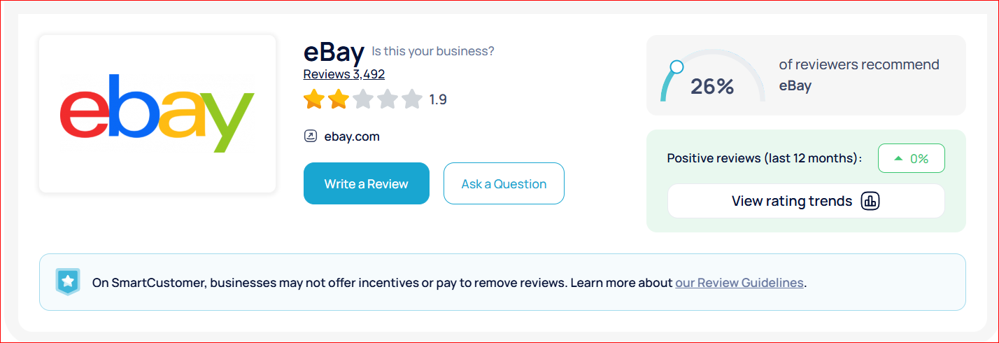 ebay
eBay Is this your business?
Reviews 3,492
1.9
ebay.com
Write a Review
Ask a Question
26%
of reviewers recommend
eBay
Positive reviews (last 12 months):
0%
View rating trends
On SmartCustomer, businesses may not offer incentives or pay to remove reviews. Learn more about our Review Guidelines.